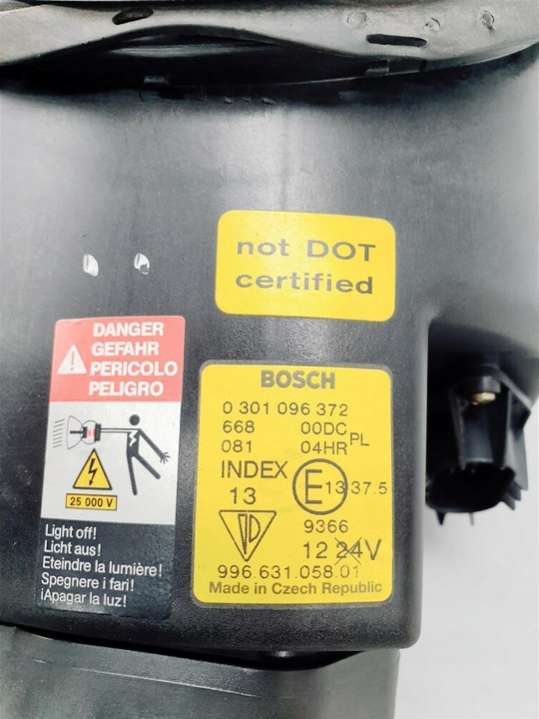 not DOT
certified
DANGER
GEFAHR
PERICOLO
PELIGRO
25 000 V
Light off!
Licht aus!
Eteindre la lumière!
Spegnere i fari!
¡Apagar la luz!
BOSCH
0 301 096 372
668 00DC
081 04HR PL
INDEX
13
E 13 37.5
9366
12 24V
996.631.058.01
Made in Czech Republic